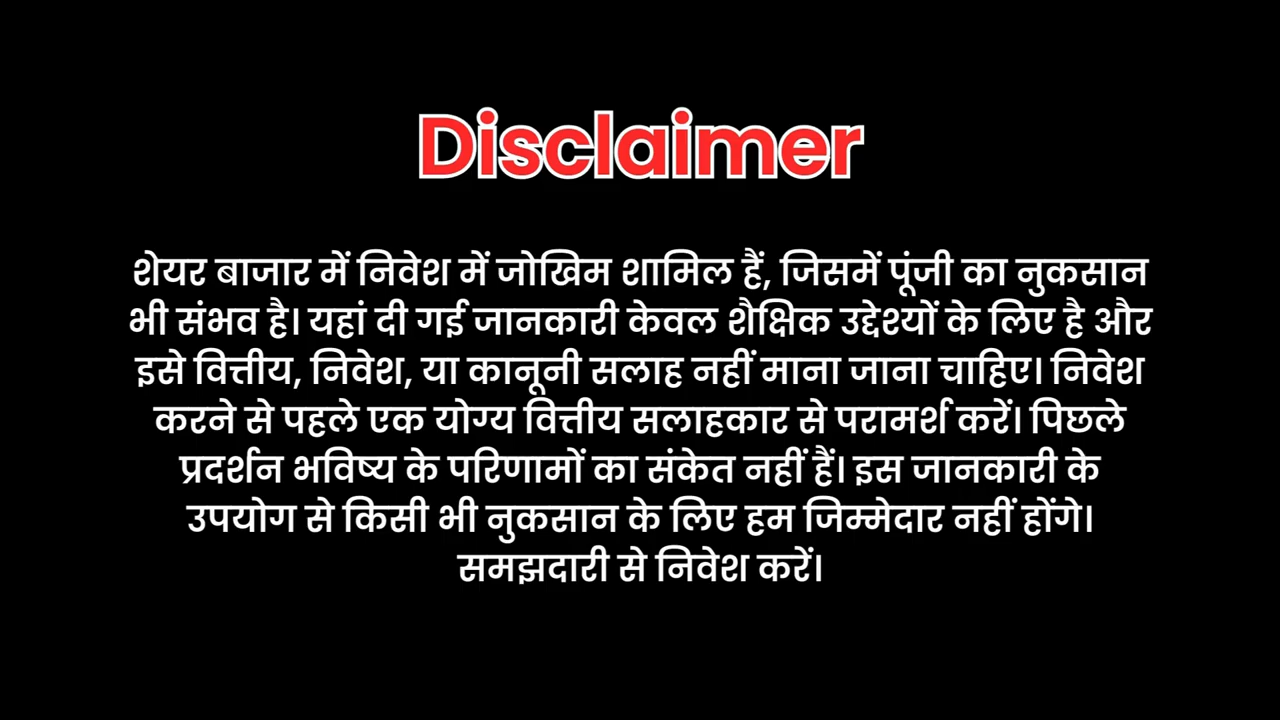 Disclaimer
शेयर बाजार में निवेश में जोखिम शामिल हैं, जिसमें पूंजी का नुकसान
भी संभव है। यहां दी गई जानकारी केवल शैक्षिक उद्देश्यों के लिए है और
इसे वित्तीय, निवेश, या कानूनी सलाह नहीं माना जाना चाहिए। निवेश
करने से पहले एक योग्य वित्तीय सलाहकार से परामर्श करें। पिछले
प्रदर्शन भविष्य के परिणामों का संकेत नहीं हैं। इस जानकारी के
उपयोग से किसी भी नुकसान के लिए हम जिम्मेदार नहीं होंगे।
समझदारी से निवेश करें।